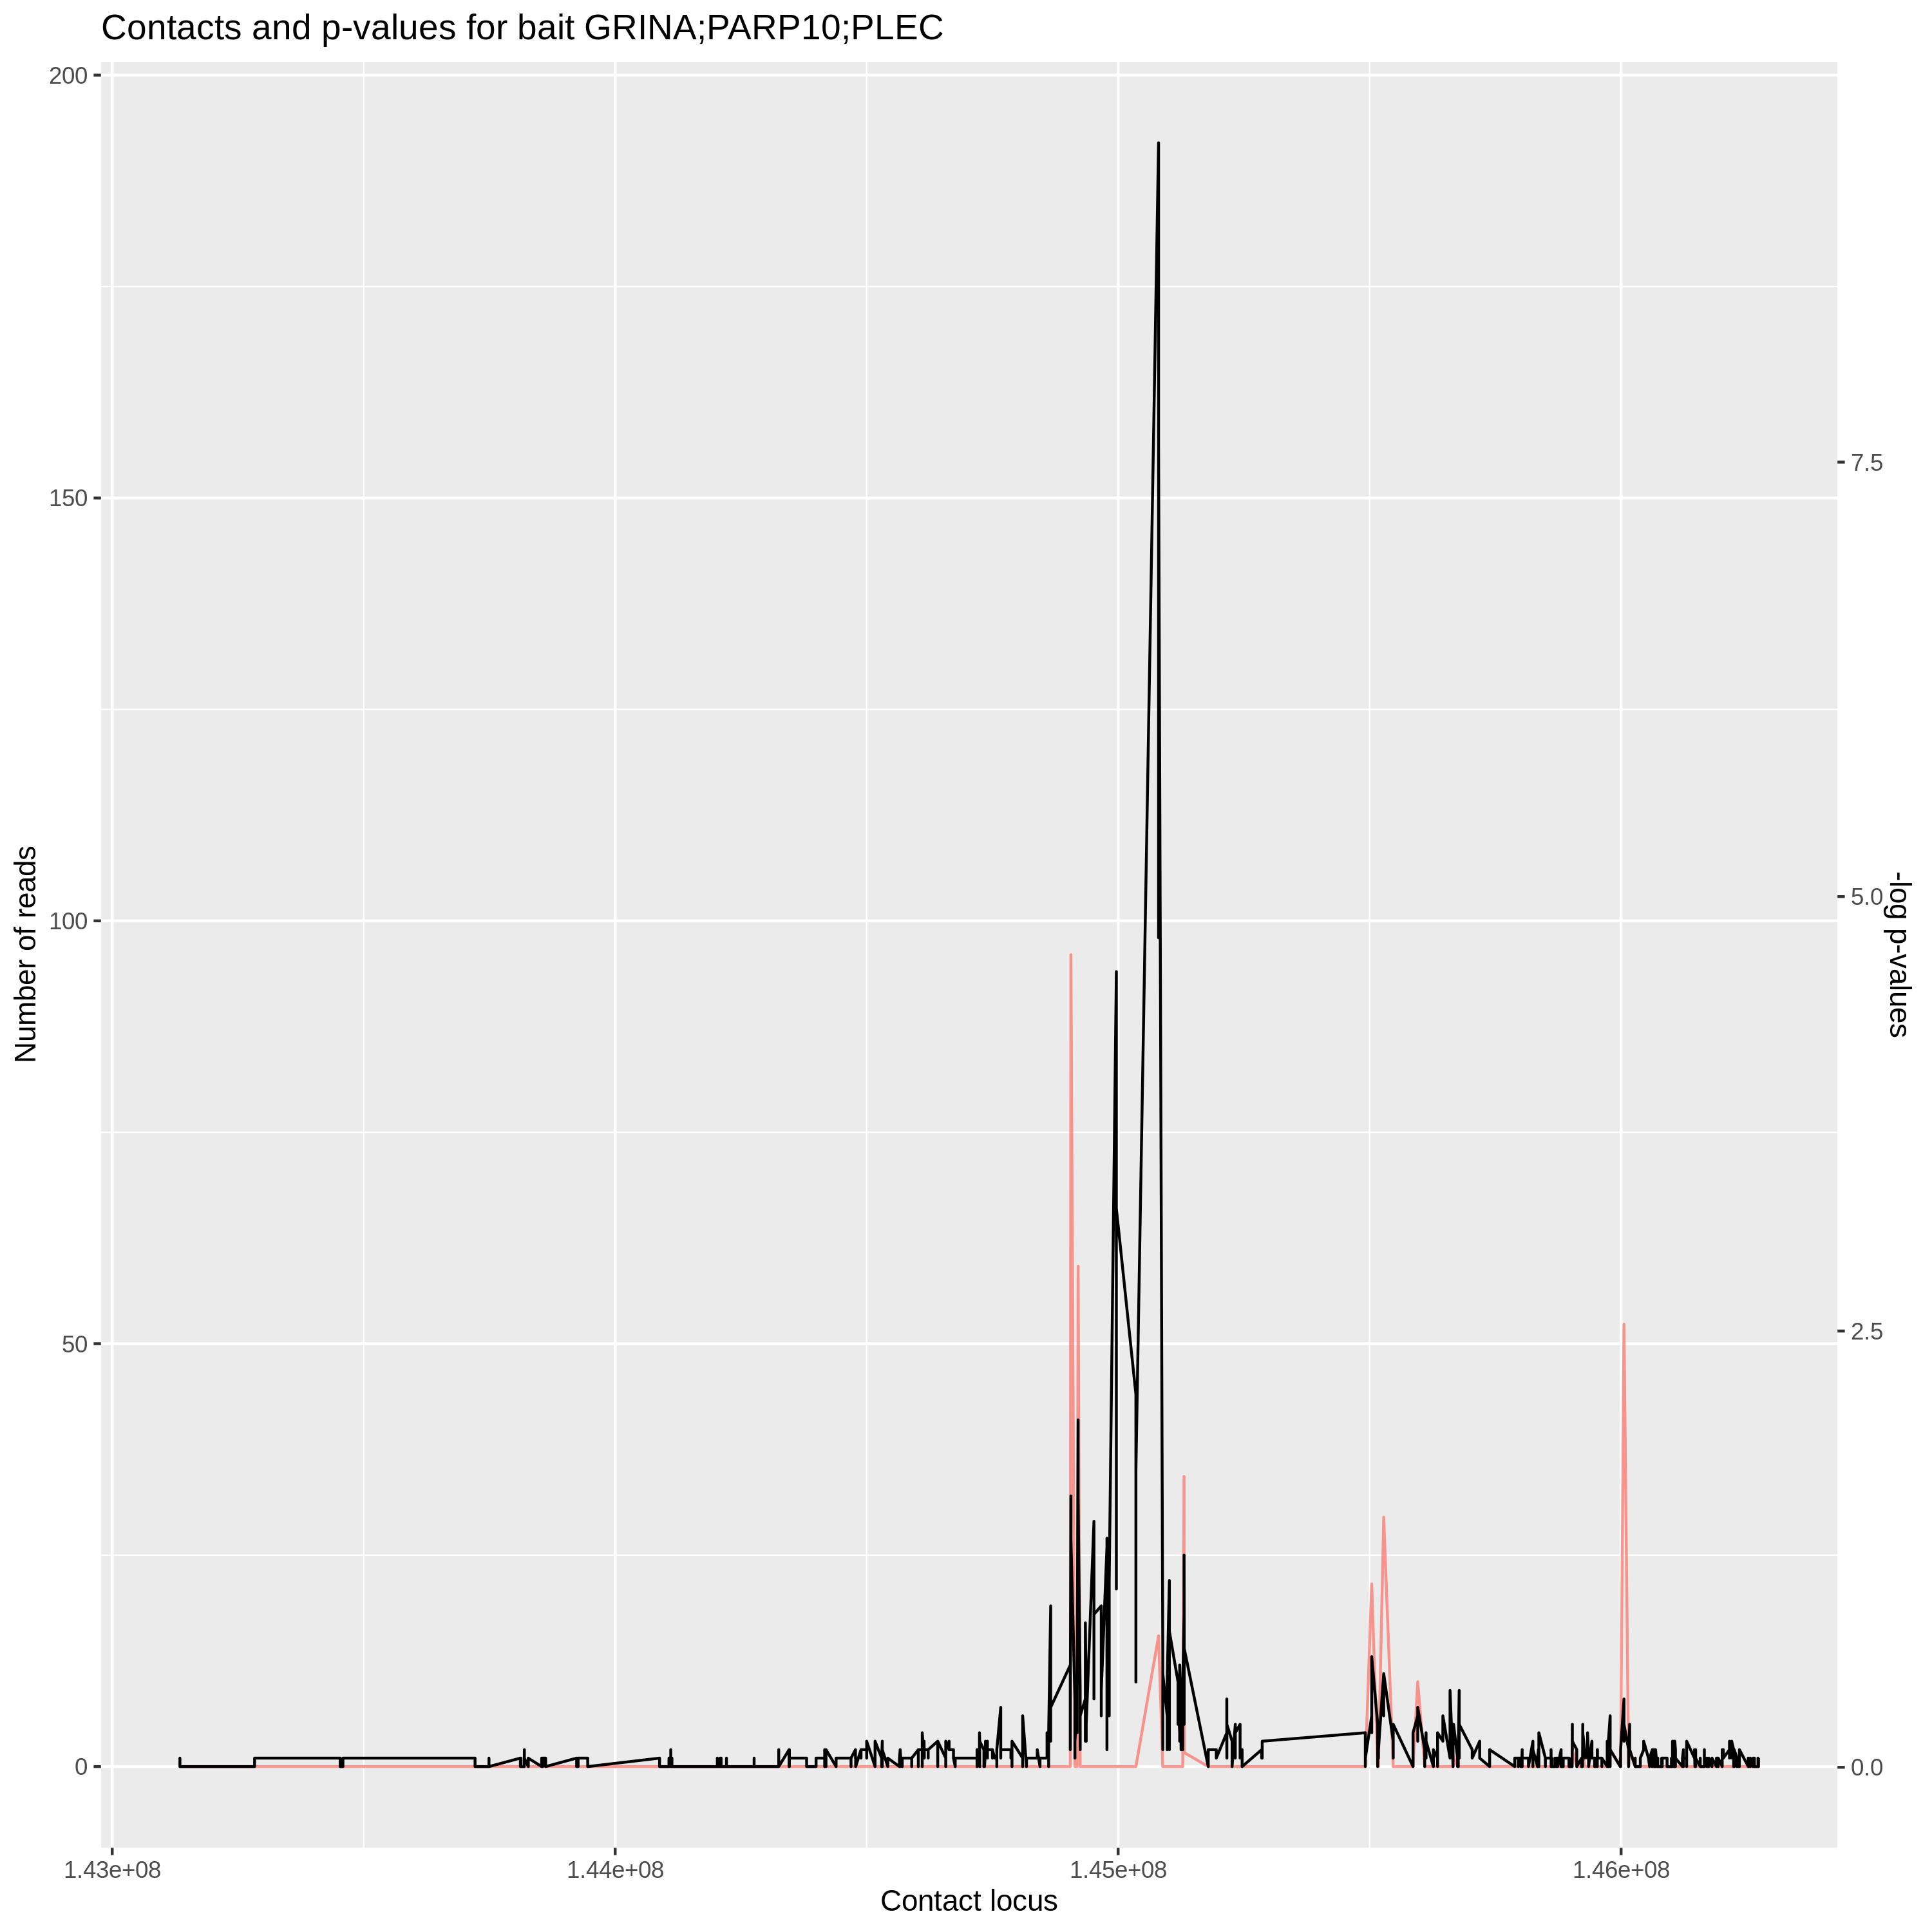 Contacts and p-values for bait GRINA;PARP10;PLEC
200
150
100
50
0
Number of reads
7.5
5.0
2.5
0.0
-log p-values
1.43e+08
1.44e+08
1.45e+08
1.46e+08
Contact locus